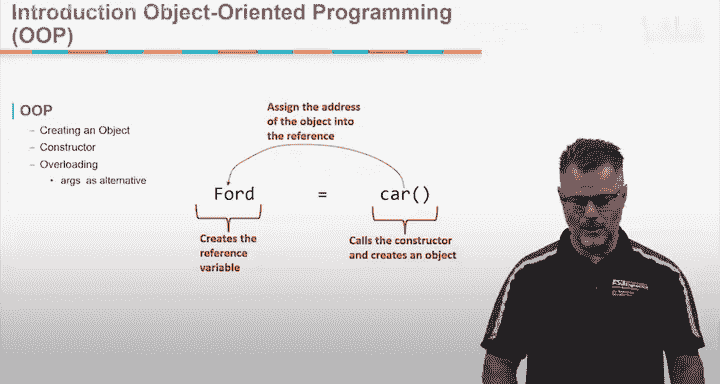 Introduction Object-Oriented Programming
(OOP)
OOP
– Creating an Object
– Constructor
– Overloading
• args as alternative
Assign the address
of the object into
the reference
Ford = car()
Creates the
reference
variable
Calls the constructor
and creates an object